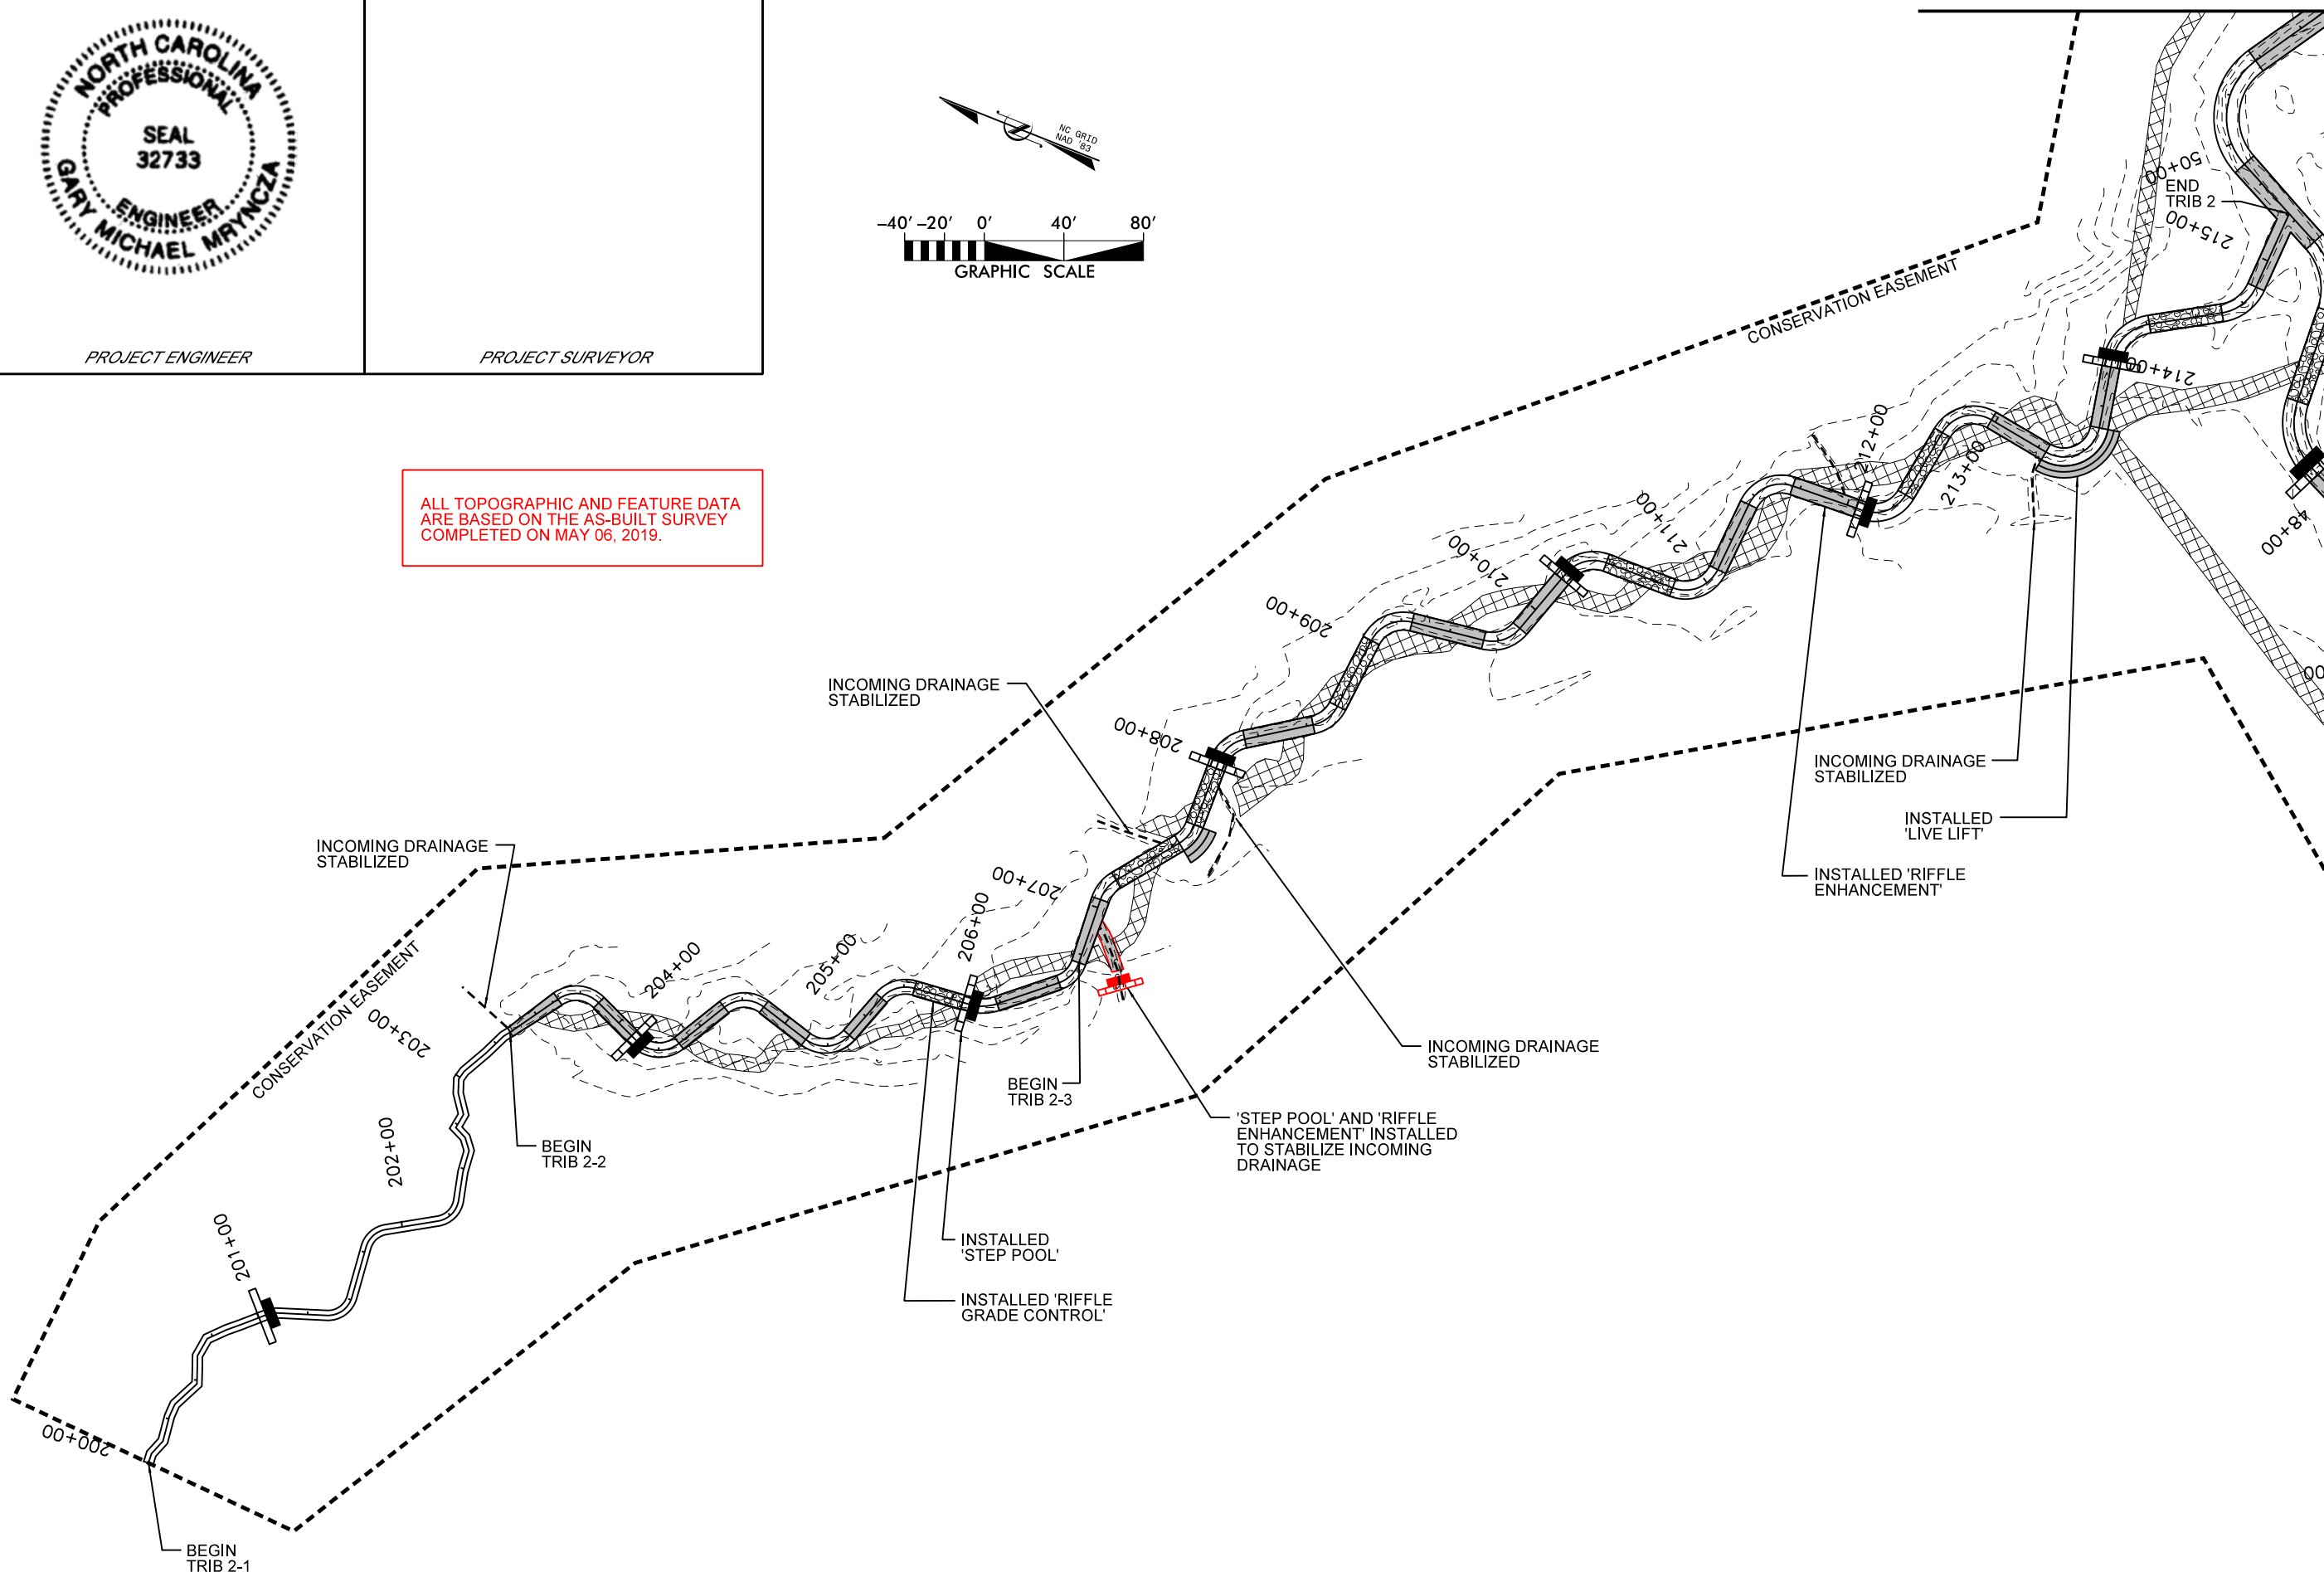 NORTH CAROLINA
PROFESSIONAL
SEAL
32733
ENGINEER
GARY MICHAEL MRYNCZA
PROJECT ENGINEER
PROJECT SURVEYOR
NC GRID
NAD '83
-40' -20' 0' 40' 80'
GRAPHIC SCALE
ALL TOPOGRAPHIC AND FEATURE DATA
ARE BASED ON THE AS-BUILT SURVEY
COMPLETED ON MAY 06, 2019.
CONSERVATION EASEMENT
50+00
END
TRIB 2
215+00
214+00
213+00
212+00
211+00
210+00
209+00
208+00
207+00
206+00
205+00
204+00
203+00
202+00
201+00
200+00
48+00
00
INCOMING DRAINAGE
STABILIZED
INCOMING DRAINAGE
STABILIZED
INCOMING DRAINAGE
STABILIZED
INSTALLED
'LIVE LIFT'
INSTALLED 'RIFFLE
ENHANCEMENT'
INCOMING DRAINAGE
STABILIZED
CONSERVATION EASEMENT
BEGIN
TRIB 2-3
'STEP POOL' AND 'RIFFLE
ENHANCEMENT' INSTALLED
TO STABILIZE INCOMING
DRAINAGE
BEGIN
TRIB 2-2
INSTALLED
'STEP POOL'
INSTALLED 'RIFFLE
GRADE CONTROL'
BEGIN
TRIB 2-1